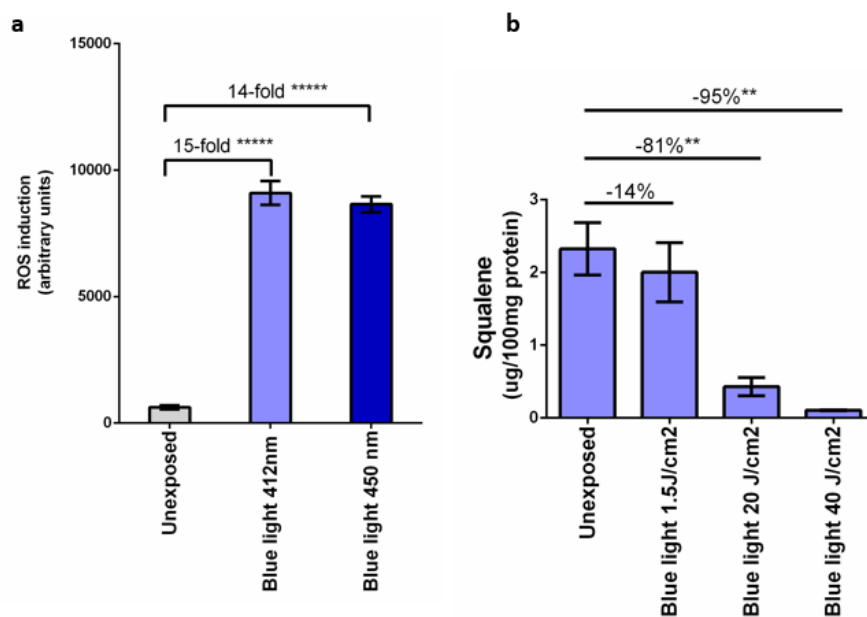 a
15000
10000
5000
0
ROS induction
(arbitrary units)
14-fold *****
15-fold *****
Unexposed
Blue light 412nm
Blue light 450 nm
b
-95%**
-81%**
-14%
3
2
1
0
Squalene
(ug/100mg protein)
Unexposed
Blue light 1.5J/cm2
Blue light 20 J/cm2
Blue light 40 J/cm2